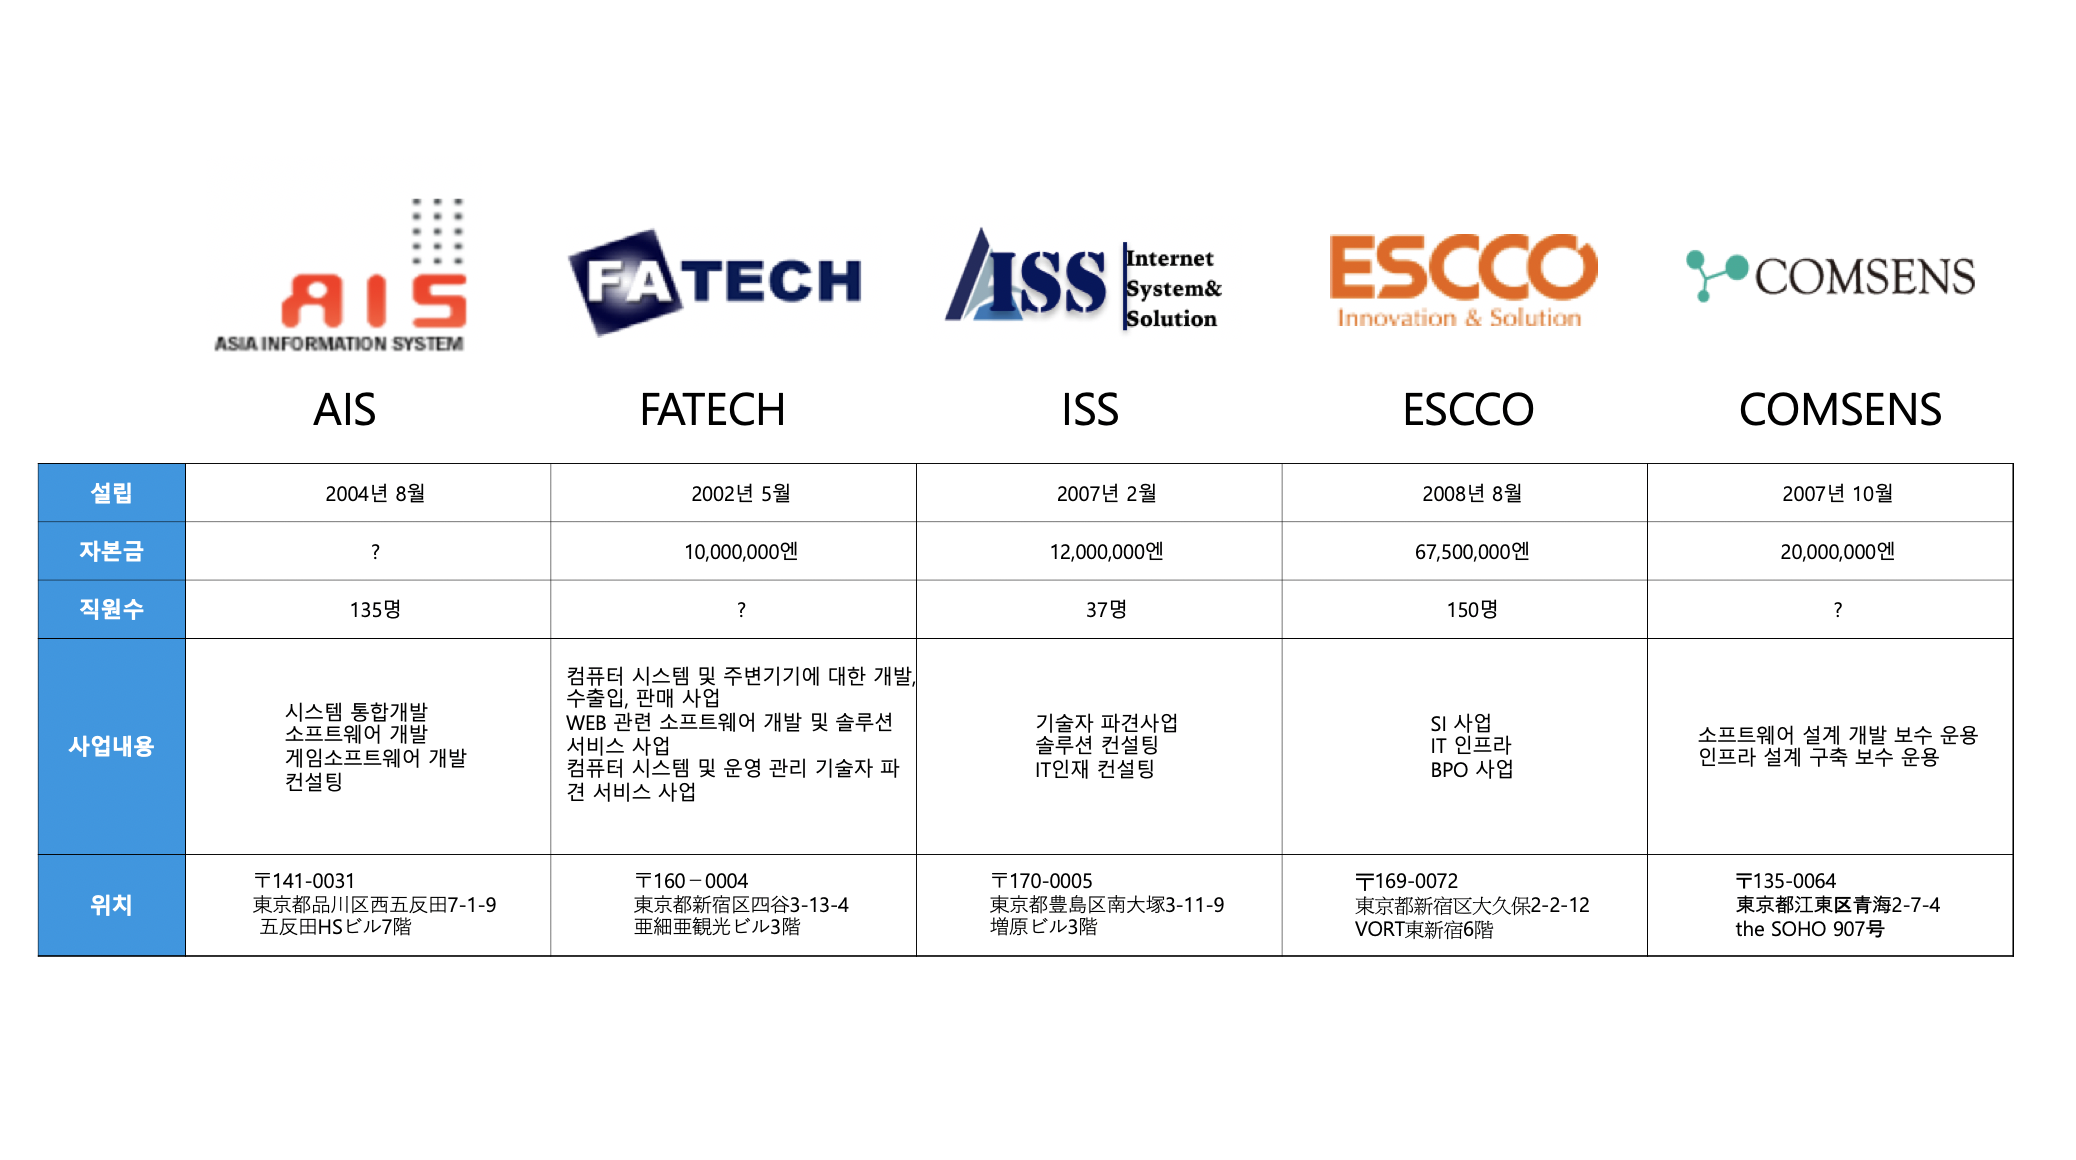 AIS
ASIA INFORMATION SYSTEM
FATECH
ISS
Internet
System&
Solution
ESCCO
Innovation & Solution
COMSENS
AIS
FATECH
ISS
ESCCO
COMSENS
설립
2004년 8월
2002년 5월
2007년 2월
2008년 8월
2007년 10월
자본금
?
10,000,000엔
12,000,000엔
67,500,000엔
20,000,000엔
직원수
135명
?
37명
150명
?
사업내용
시스템 통합개발
소프트웨어 개발
게임소프트웨어 개발
컨설팅
컴퓨터 시스템 및 주변기기에 대한 개발,
수출입, 판매 사업
WEB 관련 소프트웨어 개발 및 솔루션
서비스 사업
컴퓨터 시스템 및 운영 관리 기술자 파
견 서비스 사업
기술자 파견사업
솔루션 컨설팅
IT인재 컨설팅
SI 사업
IT 인프라
BPO 사업
소프트웨어 설계 개발 보수 운용
인프라 설계 구축 보수 운용
위치
〒141-0031
東京都品川区西五反田7-1-9
五反田HSビル7階
〒160－0004
東京都新宿区四谷3-13-4
亜細亜観光ビル3階
〒170-0005
東京都豊島区南大塚3-11-9
増原ビル3階
〒169-0072
東京都新宿区大久保2-2-12
VORT東新宿6階
〒135-0064
東京都江東区青海2-7-4
the SOHO 907号